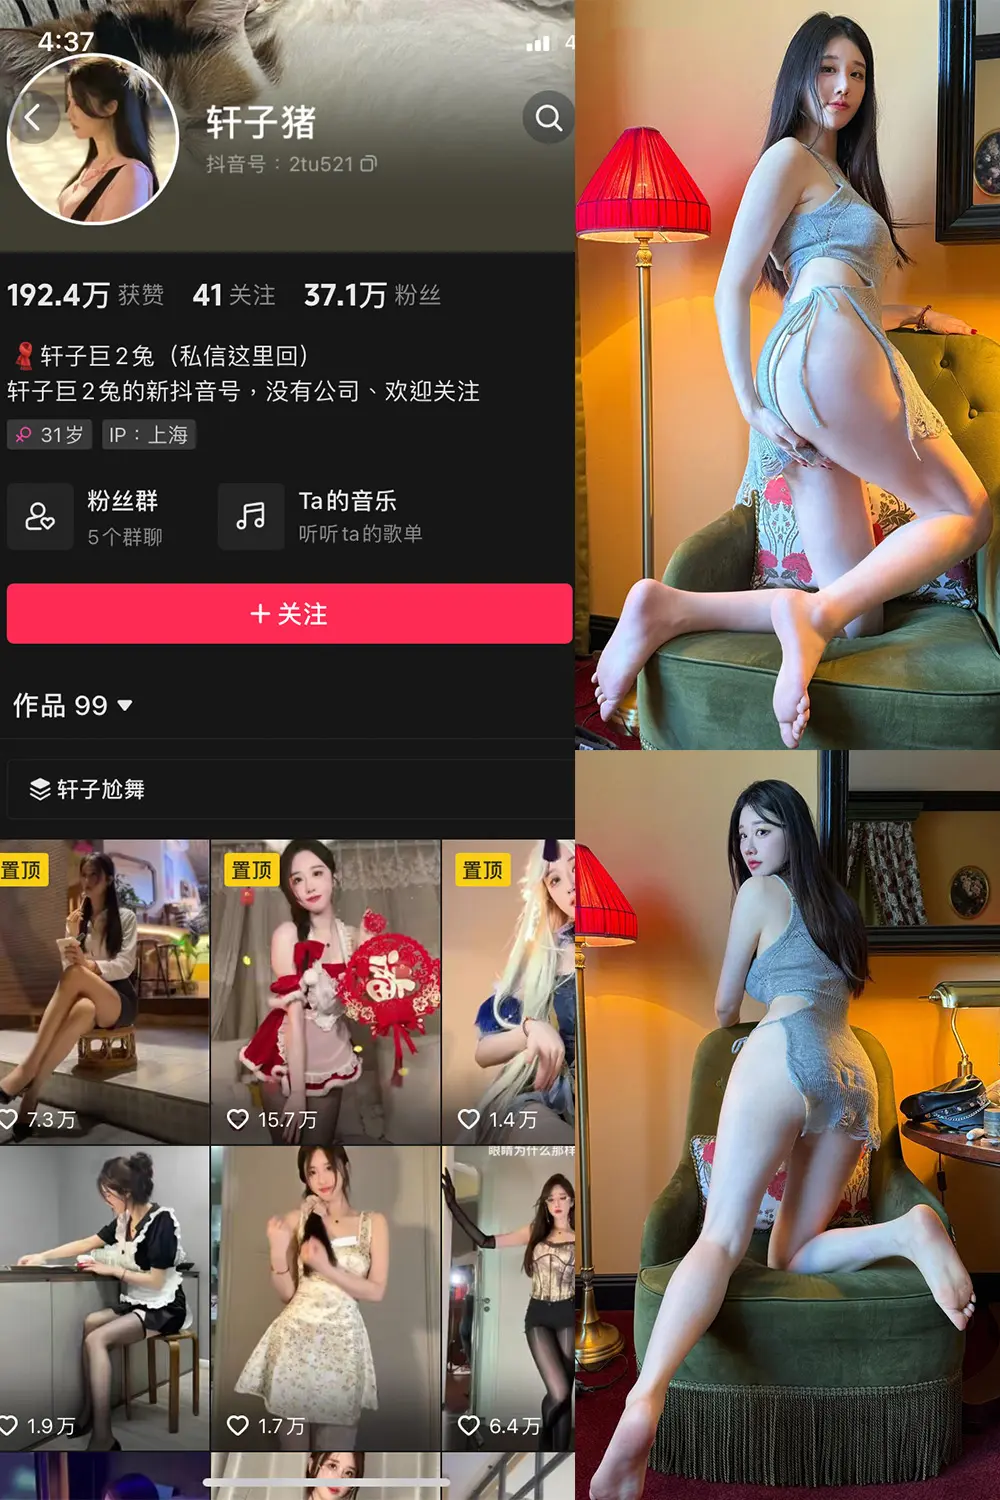 4:37
4
轩子猪
抖音号：2tu521
192.4万 获赞 41 关注 37.1万 粉丝
轩子巨2兔（私信这里回）
轩子巨2兔的新抖音号，没有公司、欢迎关注
31岁 IP：上海
粉丝群
5个群聊
Ta的音乐
听听ta的歌单
+ 关注
作品 99
轩子尬舞
置顶 置顶 置顶
7.3万 15.7万 1.4万
眼睛为什么那样
1.9万 1.7万 6.4万